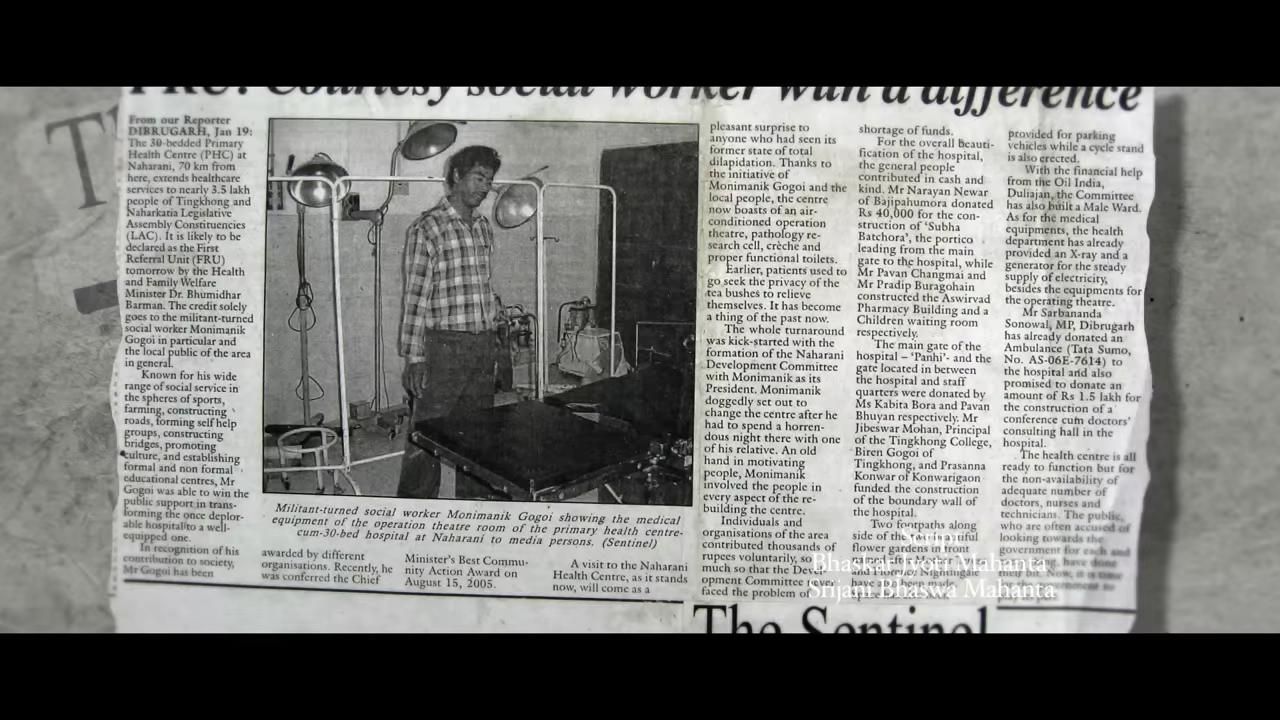 FRU: Courtesy social worker with a difference
From our Reporter
DIBRUGARH, Jan 19:
The 30-bedded Primary
Health Centre (PHC) at
Naharani, 70 km from
here, extends healthcare
services to nearly 3.5 lakh
people of Tingkhong and
Naharkatia Legislative
Assembly Constituencies
(LAC). It is likely to be
declared as the First
Referral Unit (FRU)
tomorrow by the Health
and Family Welfare
Minister Dr. Bhumidhar
Barman. The credit solely
goes to the militant-turned
social worker Monimanik
Gogoi in particular and
the local public of the area
in general.
Known for his wide
range of social service in
the spheres of sports,
farming, constructing
roads, forming self help
groups, constructing
bridges, promoting
culture, and establishing
formal and non formal
educational centres, Mr
Gogoi was able to win the
public support in trans-
forming the once deplor-
able hospital to a well-
equipped one.
In recognition of his
contribution to society,
Mr Gogoi has been
Militant-turned social worker Monimanik Gogoi showing the medical
equipment of the operation theatre room of the primary health centre-
cum-30-bed hospital at Naharani to media persons. (Sentinel)
awarded by different
organisations. Recently, he
was conferred the Chief
Minister's Best Commu-
nity Action Award on
August 15, 2005.
A visit to the Naharani
Health Centre, as it stands
now, will come as a
pleasant surprise to
anyone who had seen its
former state of total
dilapidation. Thanks to
the initiative of
Monimanik Gogoi and the
local people, the centre
now boasts of an air-
conditioned operation
theatre, pathology re-
search cell, crèche and
proper functional toilets.
Earlier, patients used to
go seek the privacy of the
tea bushes to relieve
themselves. It has become
a thing of the past now.
The whole turnaround
was kick-started with the
formation of the Naharani
Development Committee
with Monimanik as its
President. Monimanik
doggedly set out to
change the centre after he
had to spend a horren-
dous night there with one
of his relative. An old
hand in motivating
people, Monimanik
involved the people in
every aspect of the re-
building the centre.
Individuals and
organisations of the area
contributed thousands of
rupees voluntarily, so
much so that the Devel-
opment Committee never
faced the problem of
shortage of funds.
For the overall beauti-
fication of the hospital,
the general people
contributed in cash and
kind. Mr Narayan Newar
of Bajipahumora donated
Rs 40,000 for the con-
struction of 'Subha
Batchora', the portico
leading from the main
gate to the hospital, while
Mr Pavan Changmai and
Mr Pradip Buragohain
constructed the Aswirvad
Pharmacy Building and a
Children waiting room
respectively.
The main gate of the
hospital – 'Panhi'- and the
gate located in between
the hospital and staff
quarters were donated by
Ms Kabita Bora and Pavan
Bhuyan respectively. Mr
Jibeswar Mohan, Principal
of the Tingkhong College,
Biren Gogoi of
Tingkhong, and Prasanna
Konwar of Konwarigaon
funded the construction
of the boundary wall of
the hospital.
Two footpaths along
side of the
flower gardens in front
and Florence Nightingale
have been made
provided for parking
vehicles while a cycle stand
is also erected.
With the financial help
from the Oil India,
Duliajan, the Committee
has also built a Male Ward.
As for the medical
equipments, the health
department has already
provided an X-ray and a
generator for the steady
supply of electricity,
besides the equipments for
the operating theatre.
Mr Sarbananda
Sonowal, MP, Dibrugarh
has already donated an
Ambulance (Tata Sumo,
No. AS-06E-7614) to
the hospital and also
promised to donate an
amount of Rs 1.5 lakh for
the construction of a
conference cum doctors'
consulting hall in the
hospital.
The health centre is all
ready to function but for
the non-availability of
adequate number of
doctors, nurses and
technicians. The public,
who are often accused of
looking towards the
government for each and
have done
their bit. Now, it is time
Script
Bhaskar Jyoti Mahanta
Srijani Bhaswa Mahanta
The Sentinel